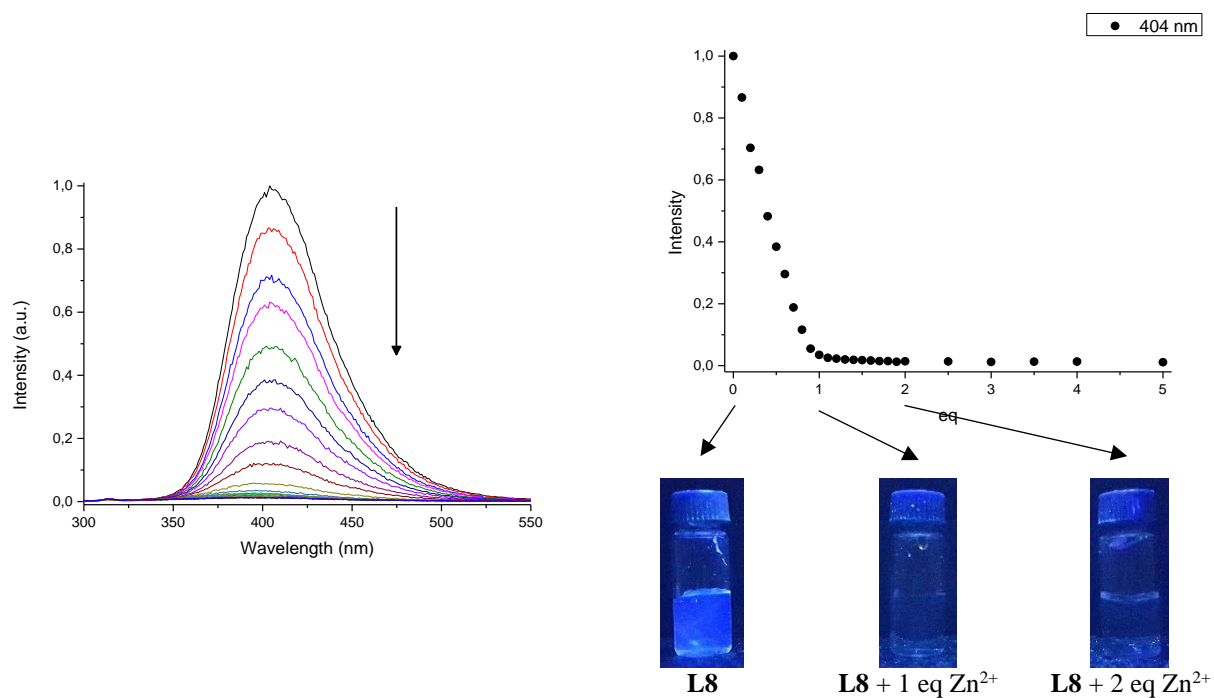 1,0
0,8
0,6
0,4
0,2
0,0
Intensity (a.u.)
300 350 400 450 500 550
Wavelength (nm)
404 nm
1,0
0,8
0,6
0,4
0,2
0,0
Intensity
0 1 2 3 4 5
eq
L8
L8 + 1 eq Zn²⁺
L8 + 2 eq Zn²⁺